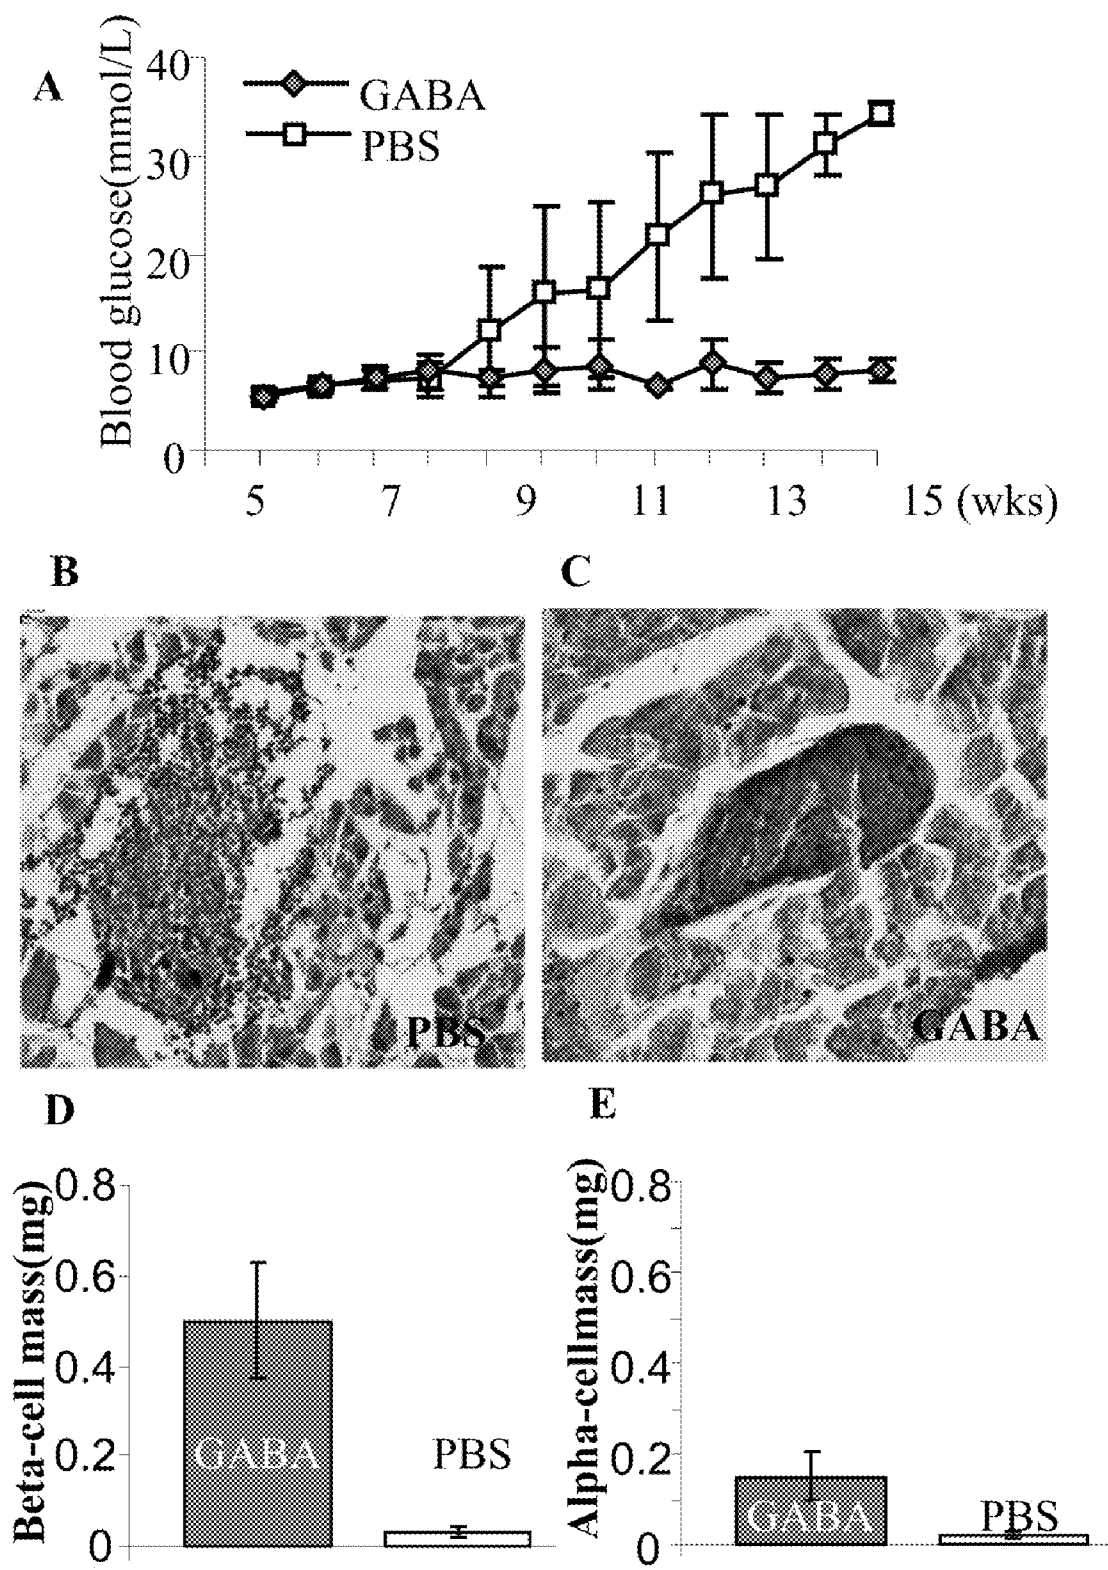 A
Blood glucose(mmol/L)
40
30
20
10
0
GABA
PBS
5 7 9 11 13 15 (wks)
B
C
PBS
GABA
D
E
Beta-cell mass(mg)
0.8
0.6
0.4
0.2
0
GABA
PBS
Alpha-cellmass(mg)
0.8
0.6
0.4
0.2
0
GABA
PBS